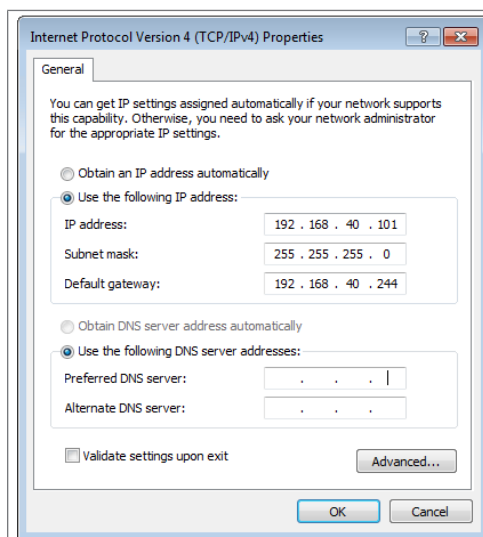 Internet Protocol Version 4 (TCP/IPv4) Properties
General
You can get IP settings assigned automatically if your network supports
this capability. Otherwise, you need to ask your network administrator
for the appropriate IP settings.
Obtain an IP address automatically
Use the following IP address:
IP address: 192 . 168 . 40 . 101
Subnet mask: 255 . 255 . 255 . 0
Default gateway: 192 . 168 . 40 . 244
Obtain DNS server address automatically
Use the following DNS server addresses:
Preferred DNS server: . . .
Alternate DNS server: . . .
Validate settings upon exit
Advanced...
OK Cancel